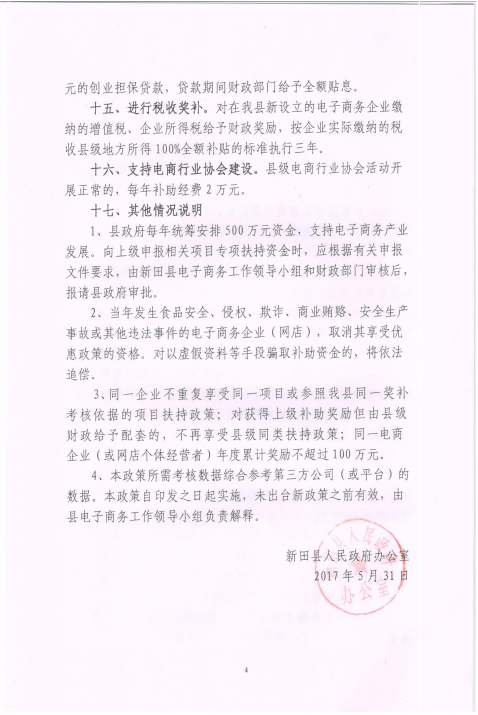 元的创业担保贷款，贷款期间财政部门给予全额贴息。
十五、进行税收奖补。对在我县新设立的电子商务企业缴
纳的增值税、企业所得税给予财政奖励，按企业实际缴纳的税
收县级地方所得100%全额补贴的标准执行三年。
十六、支持电商行业协会建设。县级电商行业协会活动开
展正常的，每年补助经费2万元。
十七、其他情况说明
1、县政府每年统筹安排500万元资金，支持电子商务产业
发展。向上级申报相关项目专项扶持资金时，应根据有关申报
文件要求，由新田县电子商务工作领导小组和财政部门审核后，
报请县政府审批。
2、当年发生食品安全、侵权、欺诈、商业贿赂、安全生产
事故或其他违法事件的电子商务企业（网店），取消其享受优
惠政策的资格。对以虚假资料等手段骗取补助资金的，将依法
追偿。
3、同一企业不重复享受同一项目或参照我县同一奖补
考核依据的项目扶持政策；对获得上级补助奖励但由县级
财政给予配套的，不再享受县级同类扶持政策；同一电商
企业（或网店个体经营者）年度累计奖励不超过100万元。
4、本政策所需考核数据综合参考第三方公司（或平台）的
数据。本政策自印发之日起实施，未出台新政策之前有效，由
县电子商务工作领导小组负责解释。
新田县人民政府办公室
2017年5月31日
县人民政
办公室
4